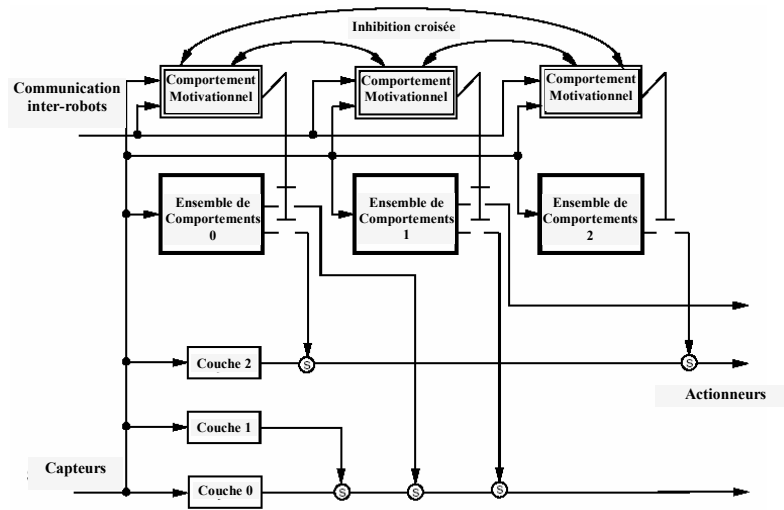 Inhibition croisée
Communication
inter-robots
Comportement
Motivationnel
Comportement
Motivationnel
Comportement
Motivationnel
Ensemble de
Comportements
0
Ensemble de
Comportements
1
Ensemble de
Comportements
2
Couche 2
S
S
Actionneurs
Couche 1
Capteurs
Couche 0
S
S
S